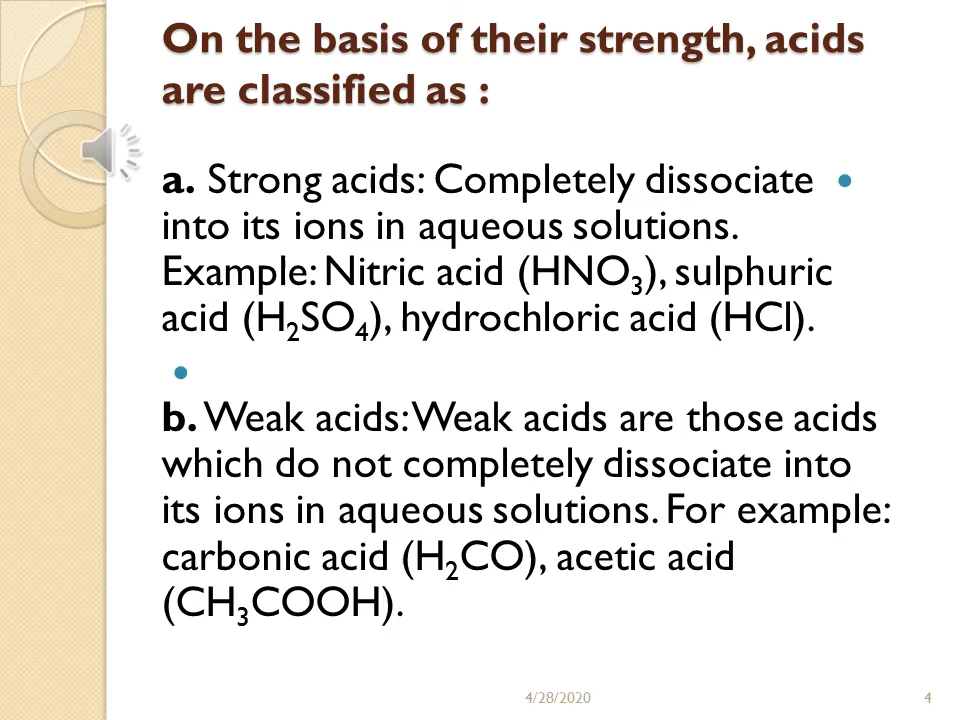 On the basis of their strength, acids
are classified as :
a. Strong acids: Completely dissociate •
into its ions in aqueous solutions.
Example: Nitric acid (HNO₃), sulphuric
acid (H₂SO₄), hydrochloric acid (HCl).
•
b. Weak acids: Weak acids are those acids
which do not completely dissociate into
its ions in aqueous solutions. For example:
carbonic acid (H₂CO), acetic acid
(CH₃COOH).
4/28/2020 4